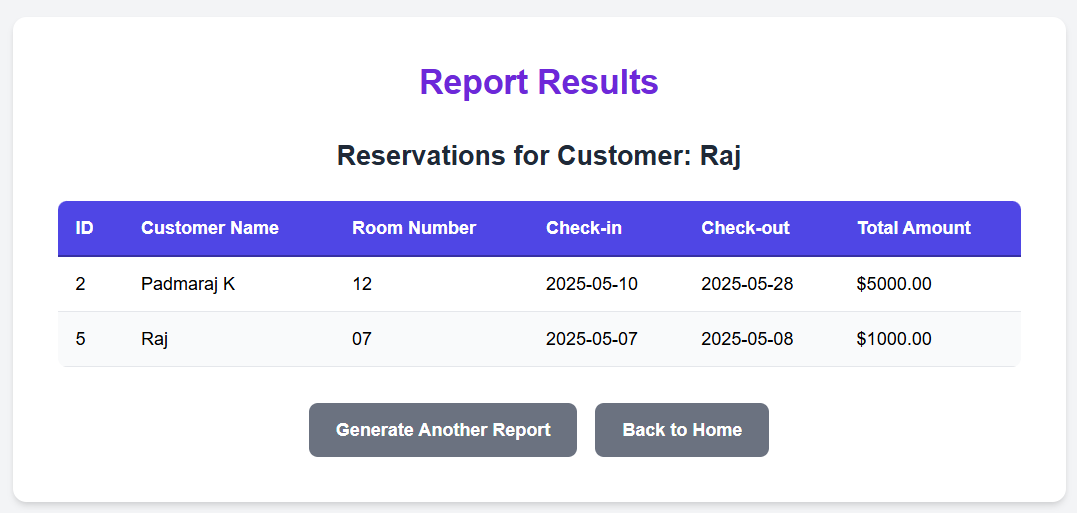 Report Results
Reservations for Customer: Raj
ID Customer Name Room Number Check-in Check-out Total Amount
2 Padmaraj K 12 2025-05-10 2025-05-28 $5000.00
5 Raj 07 2025-05-07 2025-05-08 $1000.00
Generate Another Report Back to Home